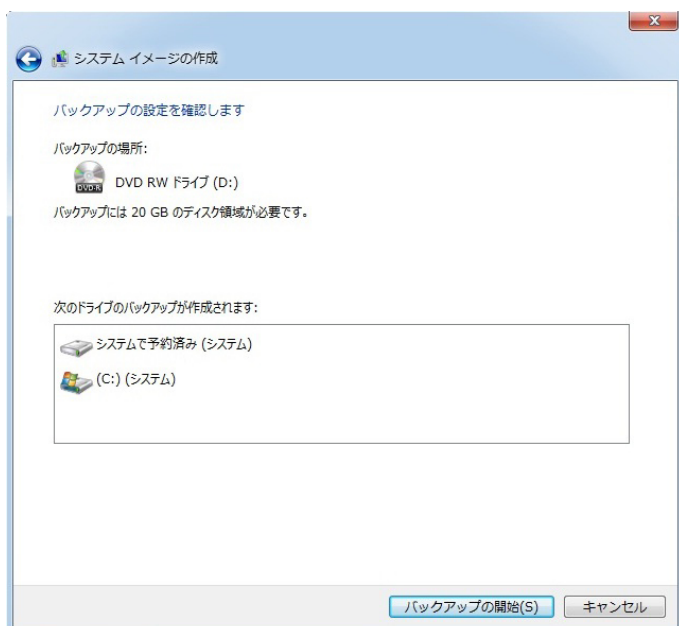 システム イメージの作成
バックアップの設定を確認します
バックアップの場所:
DVD-R
DVD RW ドライブ (D:)
バックアップには 20 GB のディスク領域が必要です。
次のドライブのバックアップが作成されます:
システムで予約済み (システム)
(C:) (システム)
バックアップの開始(S)
キャンセル